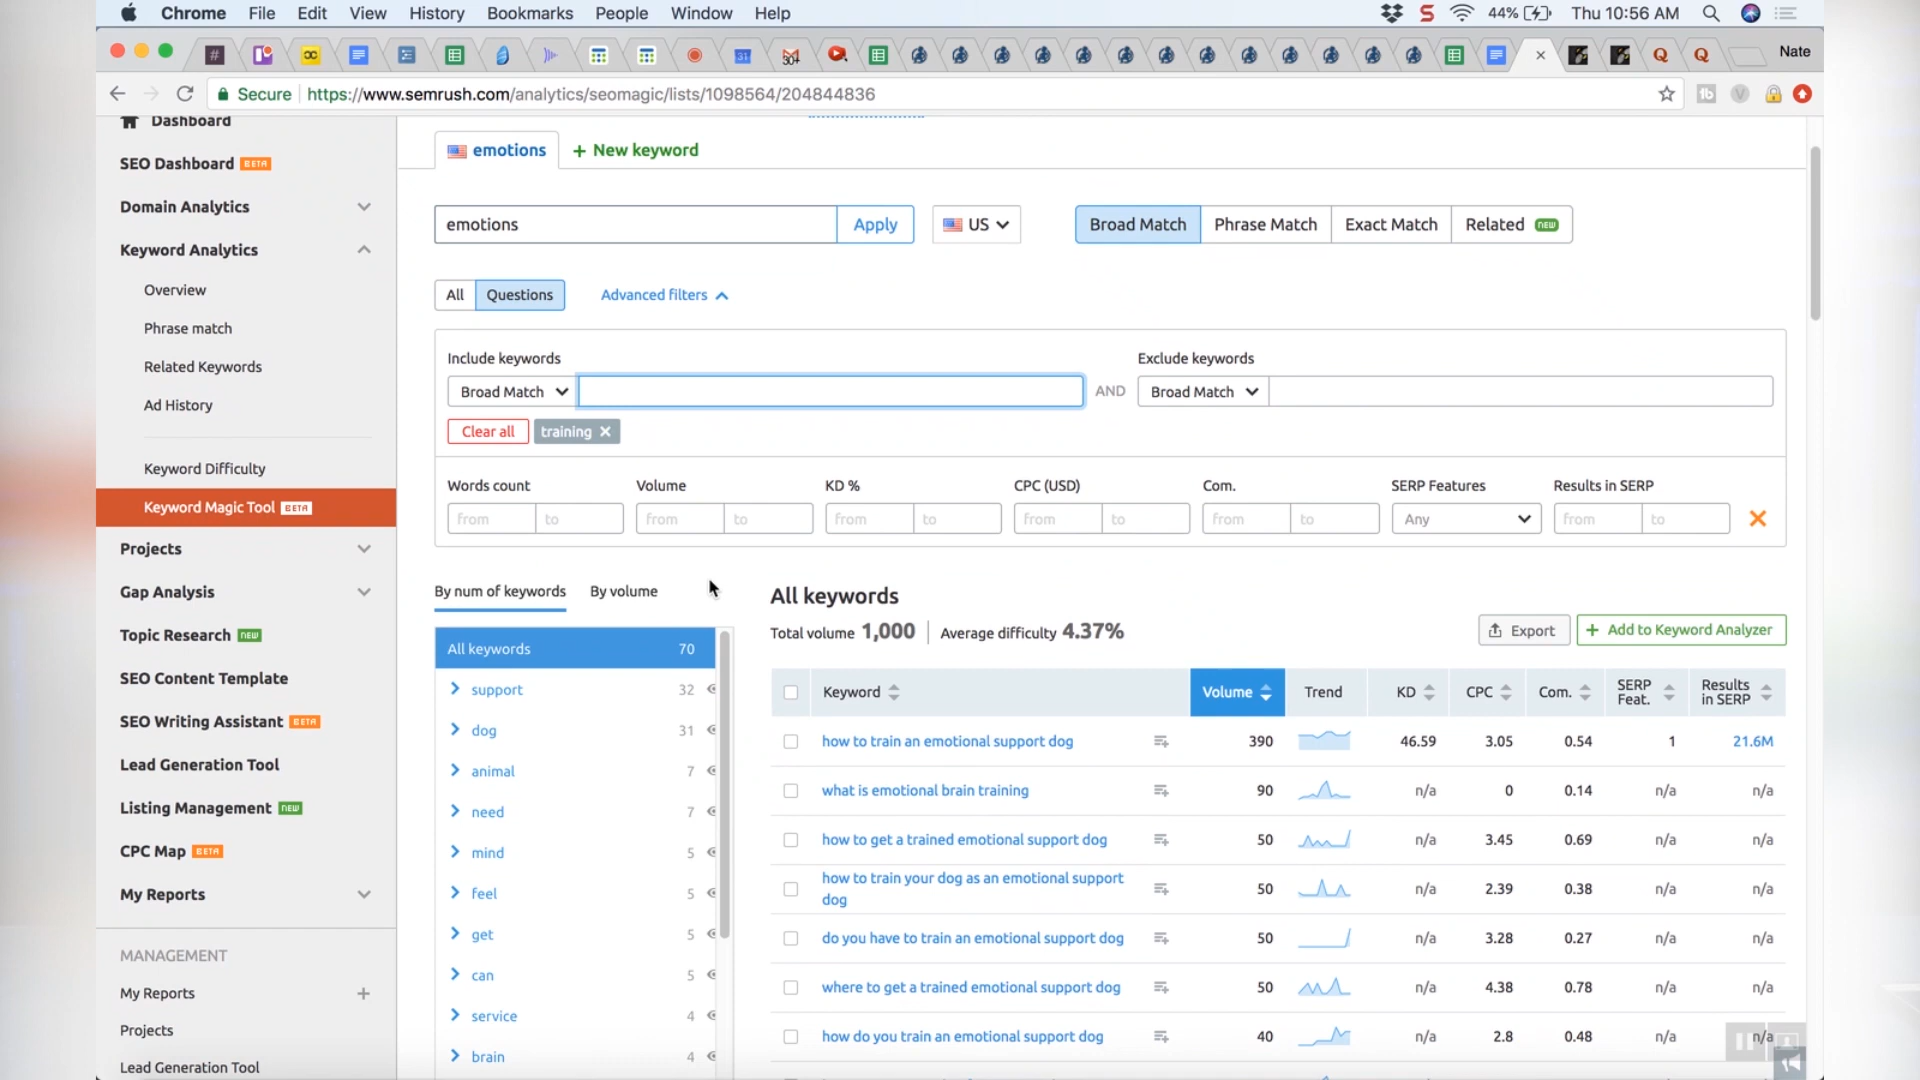 Chrome File Edit View History Bookmarks People Window Help
44% Thu 10:56 AM
Nate
Secure https://www.semrush.com/analytics/seomagic/lists/1098564/204844836
Dashboard
SEO Dashboard BETA
Domain Analytics
Keyword Analytics
Overview
Phrase match
Related Keywords
Ad History
Keyword Difficulty
Keyword Magic Tool BETA
Projects
Gap Analysis
Topic Research NEW
SEO Content Template
SEO Writing Assistant BETA
Lead Generation Tool
Listing Management NEW
CPC Map BETA
My Reports
MANAGEMENT
My Reports +
Projects
Lead Generation Tool
emotions + New keyword
emotions Apply US Broad Match Phrase Match Exact Match Related NEW
All Questions Advanced filters
Include keywords Exclude keywords
Broad Match AND Broad Match
Clear all training ×
Words count Volume KD % CPC (USD) Com. SERP Features Results in SERP
from to from to from to from to from to Any from to
By num of keywords By volume
All keywords 70
support 32
dog 31
animal 7
need 7
mind 5
feel 5
get 5
can 5
service 4
brain 4
All keywords
Total volume 1,000 | Average difficulty 4.37%
Export + Add to Keyword Analyzer
Keyword Volume Trend KD CPC Com. SERP Feat. Results in SERP
how to train an emotional support dog 390 46.59 3.05 0.54 1 21.6M
what is emotional brain training 90 n/a 0 0.14 n/a n/a
how to get a trained emotional support dog 50 n/a 3.45 0.69 n/a n/a
how to train your dog as an emotional support
dog 50 n/a 2.39 0.38 n/a n/a
do you have to train an emotional support dog 50 n/a 3.28 0.27 n/a n/a
where to get a trained emotional support dog 50 n/a 4.38 0.78 n/a n/a
how do you train an emotional support dog 40 n/a 2.8 0.48 n/a n/a